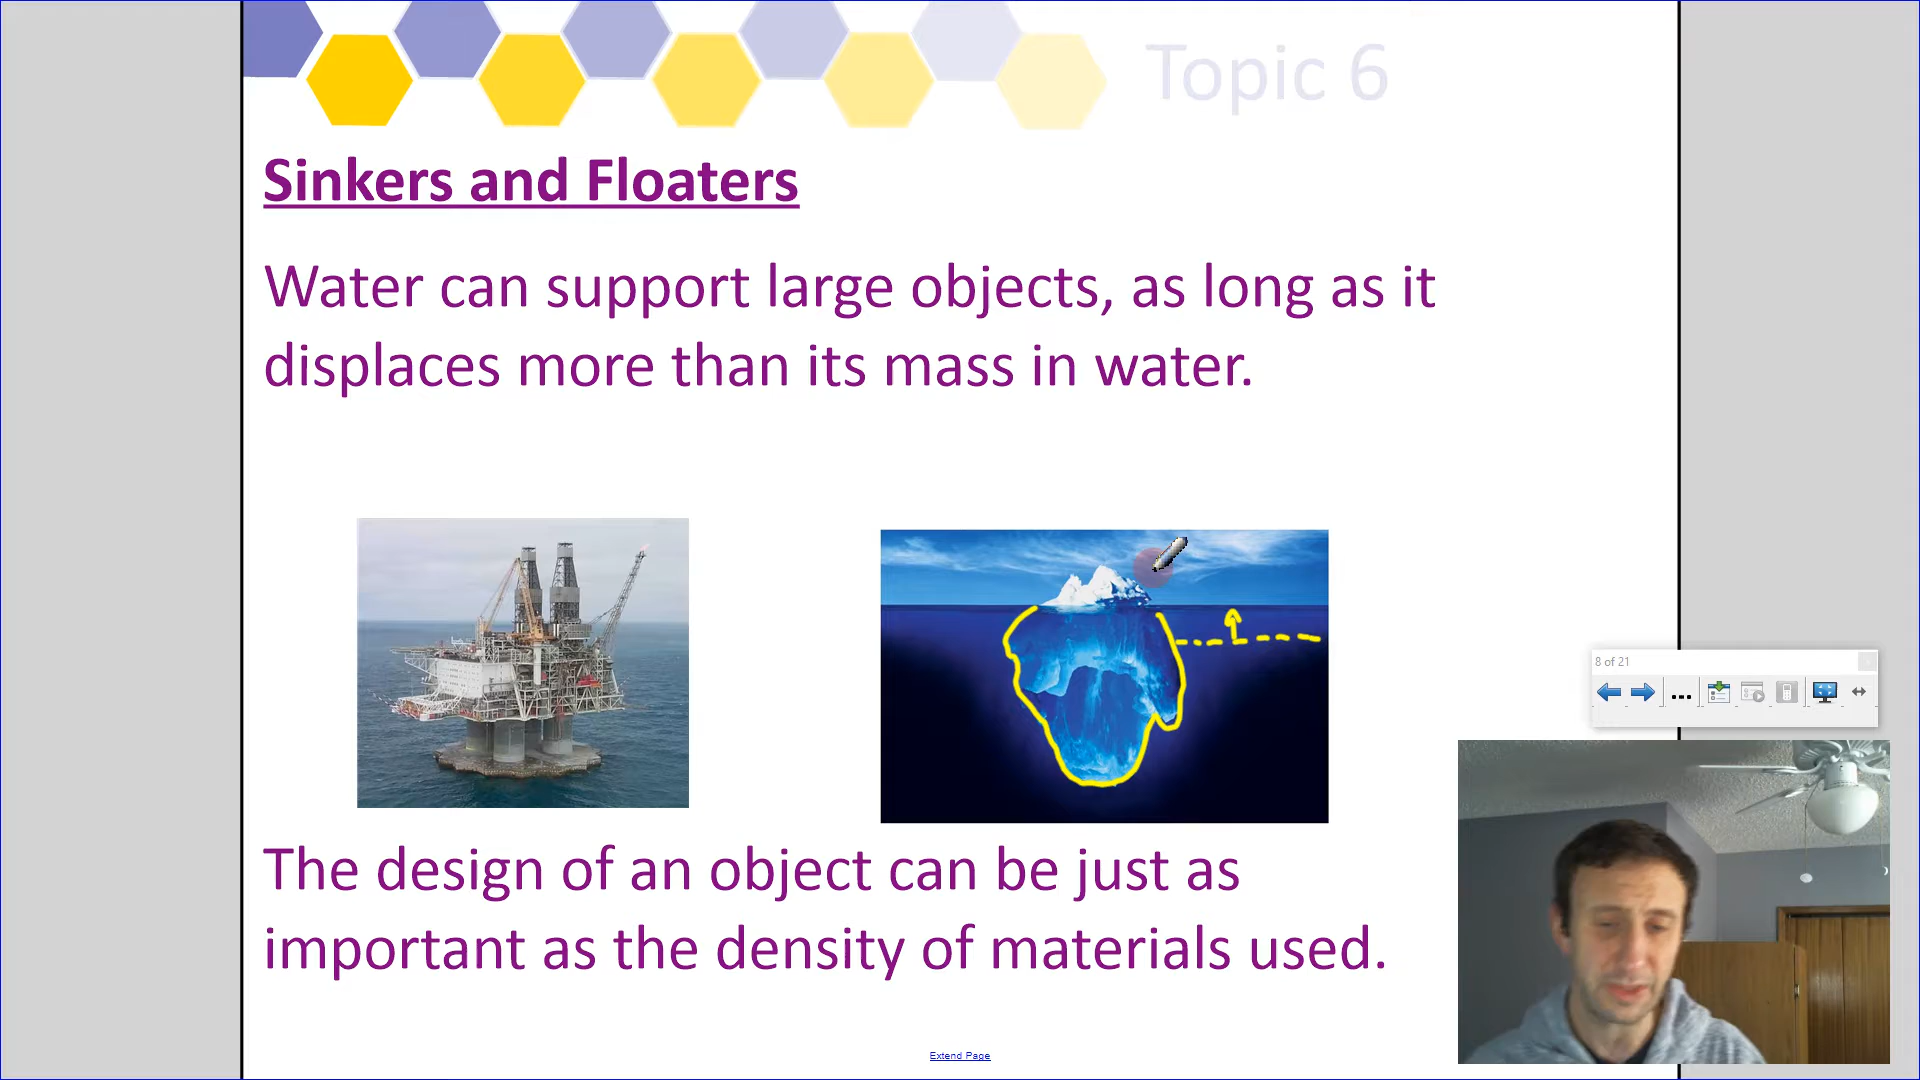 Topic 6
Sinkers and Floaters
Water can support large objects, as long as it
displaces more than its mass in water.
8 of 21
The design of an object can be just as
important as the density of materials used.
Extend Page